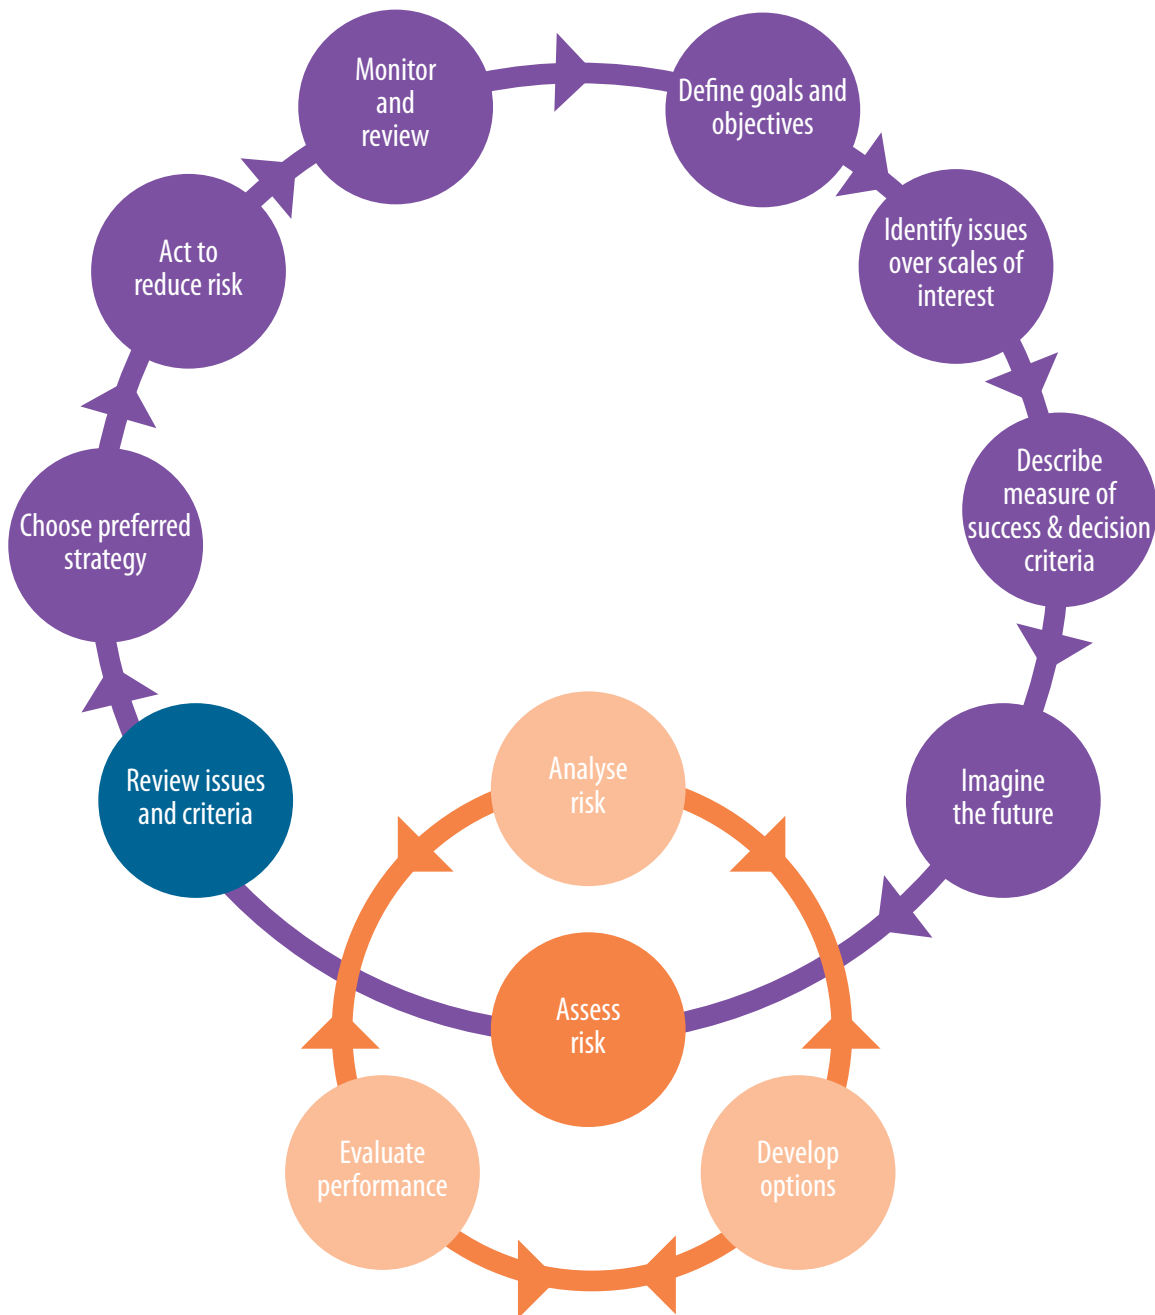 Monitor
and
review
Define goals and
objectives
Identify issues
over scales of
interest
Describe
measure of
success & decision
criteria
Imagine
the future
Assess
risk
Analyse
risk
Develop
options
Evaluate
performance
Review issues
and criteria
Choose preferred
strategy
Act to
reduce risk